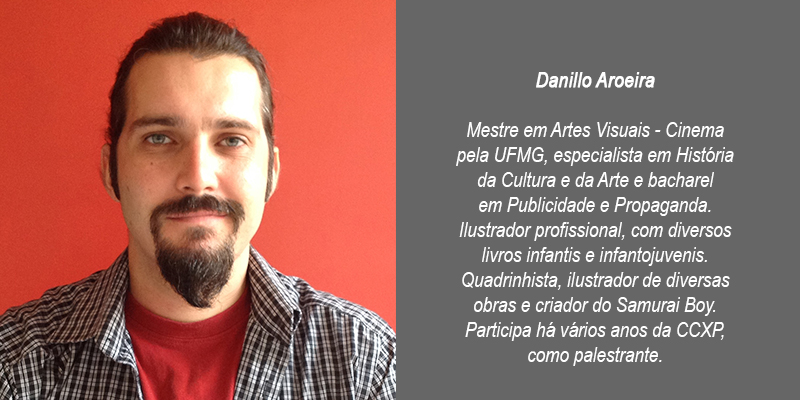 Danillo Aroeira
Mestre em Artes Visuais - Cinema
pela UFMG, especialista em História
da Cultura e da Arte e bacharel
em Publicidade e Propaganda.
Ilustrador profissional, com diversos
livros infantis e infantojuvenis.
Quadrinhista, ilustrador de diversas
obras e criador do Samurai Boy.
Participa há vários anos da CCXP,
como palestrante.